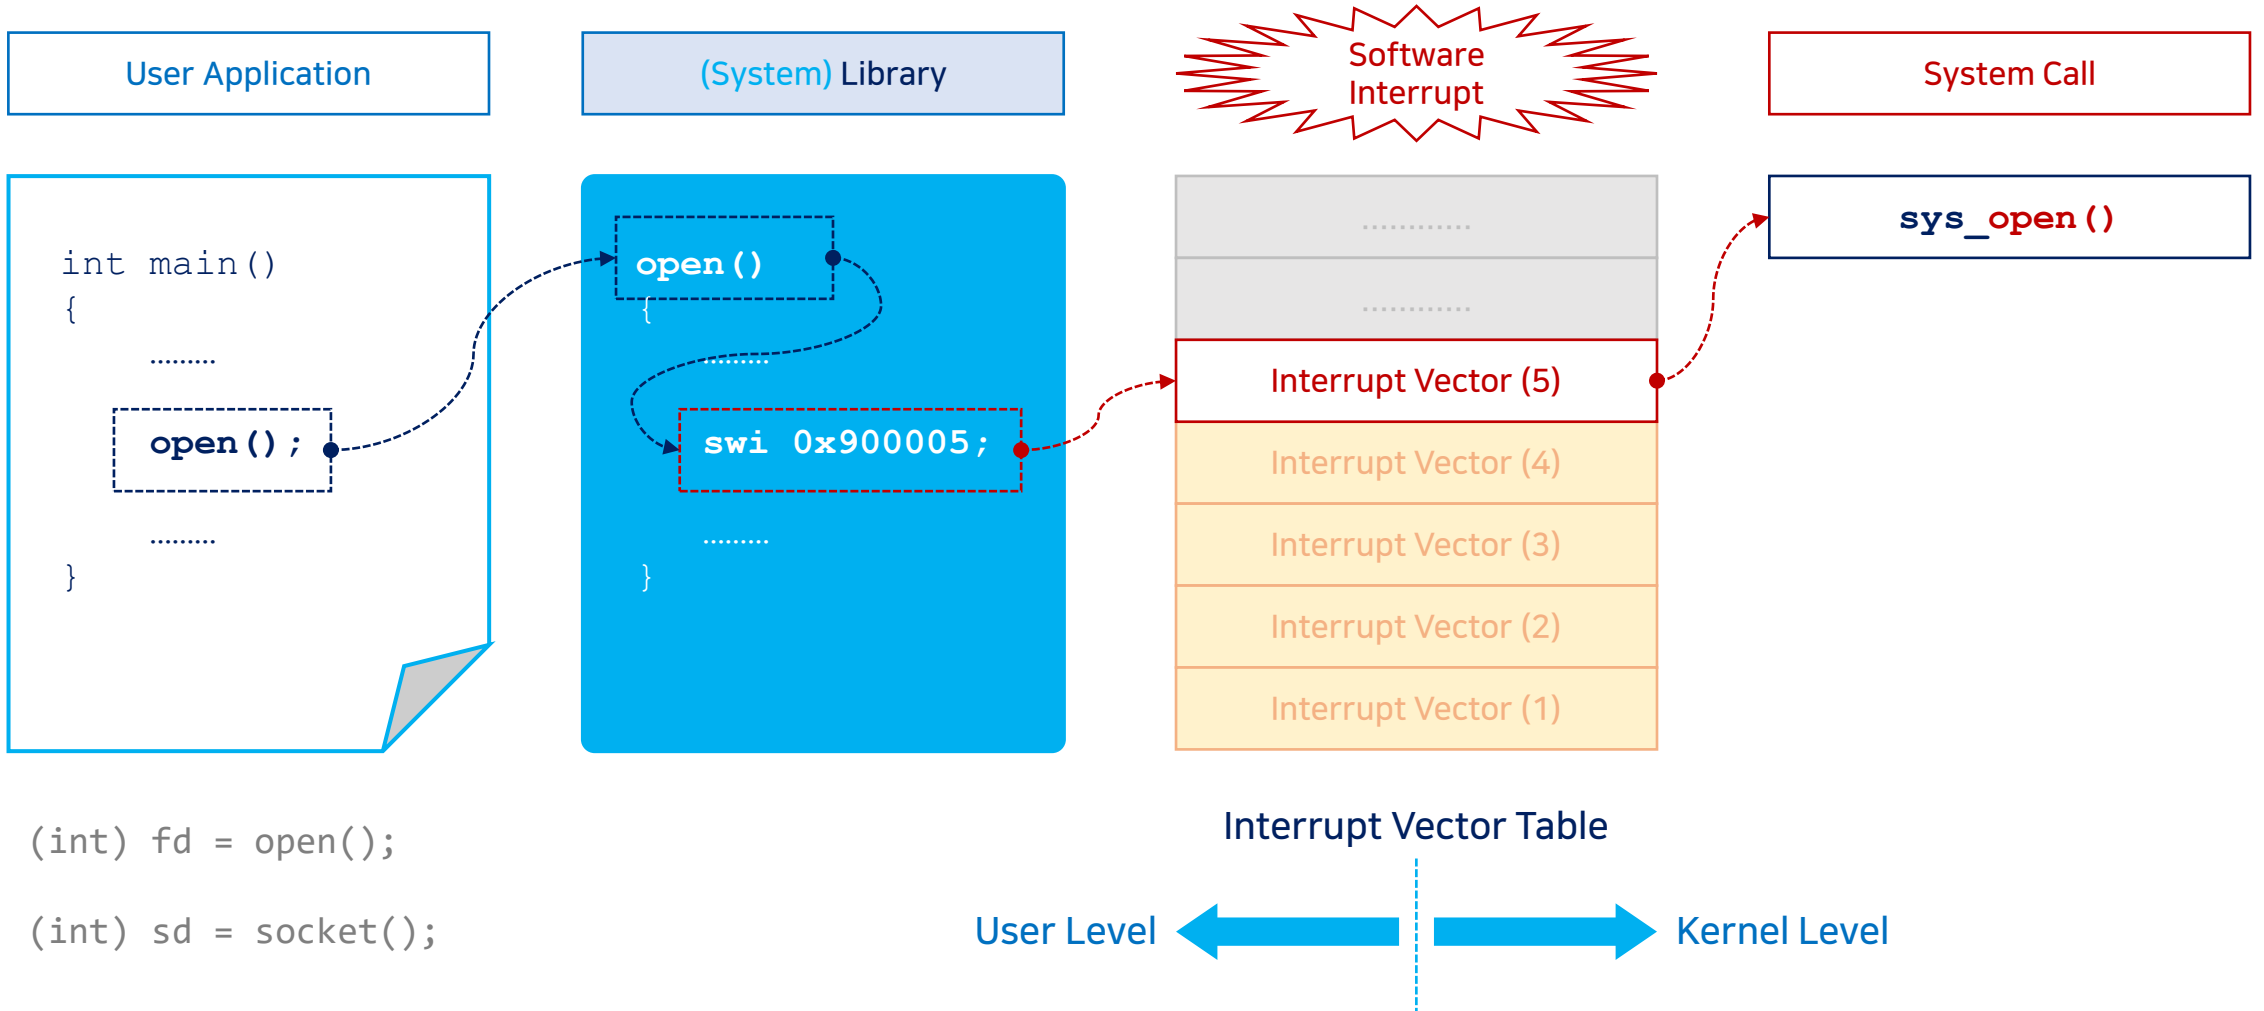 User Application
(System) Library
Software
Interrupt
System Call
int main()
{
.........
open();
.........
}
open()
{
.........
swi 0x900005;
.........
}
............
............
Interrupt Vector (5)
Interrupt Vector (4)
Interrupt Vector (3)
Interrupt Vector (2)
Interrupt Vector (1)
sys_open()
(int) fd = open();
(int) sd = socket();
Interrupt Vector Table
User Level
Kernel Level